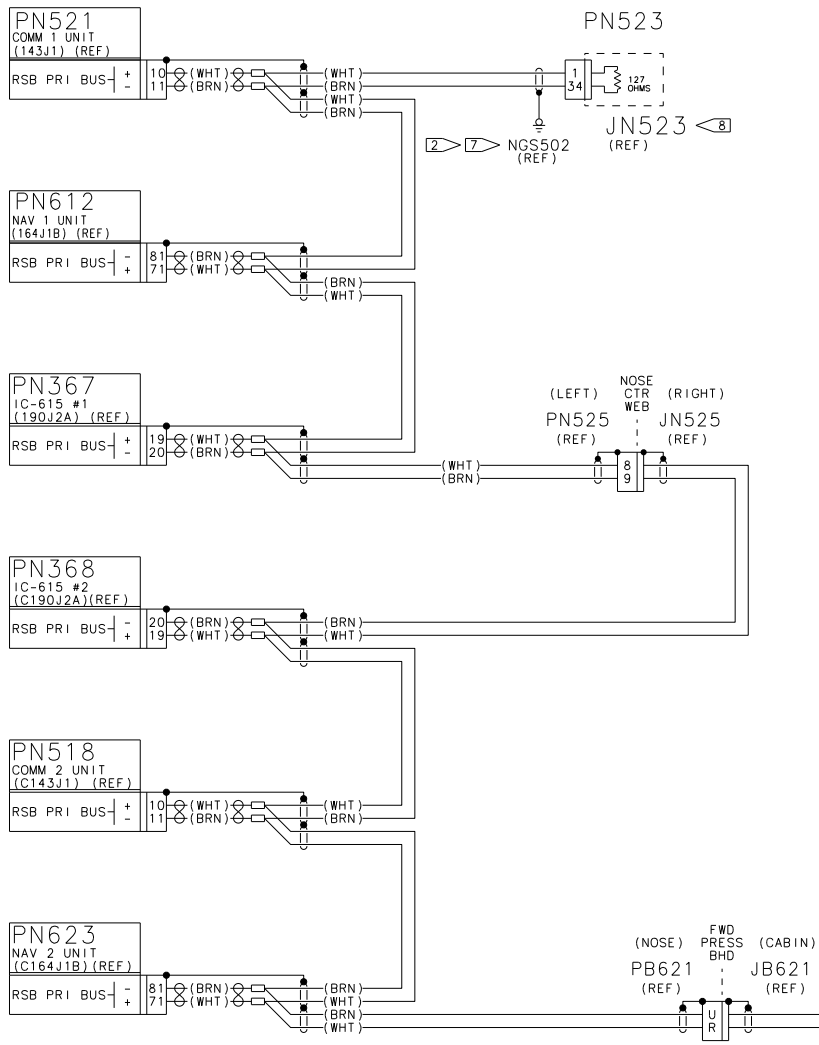 PN521
COMM 1 UNIT
(143J1) (REF)
RSB PRI BUS
+
-
10
11
(WHT)
(BRN)
(WHT)
(BRN)
(WHT)
(BRN)
PN523
1
34
127
OHMS
JN523
8
(REF)
2
7
NGS502
(REF)
PN612
NAV 1 UNIT
(164J1B) (REF)
RSB PRI BUS
-
+
81
71
(BRN)
(WHT)
(BRN)
(WHT)
PN367
IC-615 #1
(190J2A) (REF)
RSB PRI BUS
+
-
19
20
(WHT)
(BRN)
(WHT)
(BRN)
NOSE
CTR
WEB
(LEFT)
(RIGHT)
PN525
JN525
(REF)
(REF)
8
9
PN368
IC-615 #2
(C190J2A)(REF)
RSB PRI BUS
-
+
20
19
(BRN)
(WHT)
(BRN)
(WHT)
PN518
COMM 2 UNIT
(C143J1) (REF)
RSB PRI BUS
+
-
10
11
(WHT)
(BRN)
(WHT)
(BRN)
PN623
NAV 2 UNIT
(C164J1B)(REF)
RSB PRI BUS
-
+
81
71
(BRN)
(WHT)
(BRN)
(WHT)
(BRN)
(WHT)
FWD
PRESS
BHD
(NOSE)
(CABIN)
PB621
JB621
(REF)
(REF)
U
R